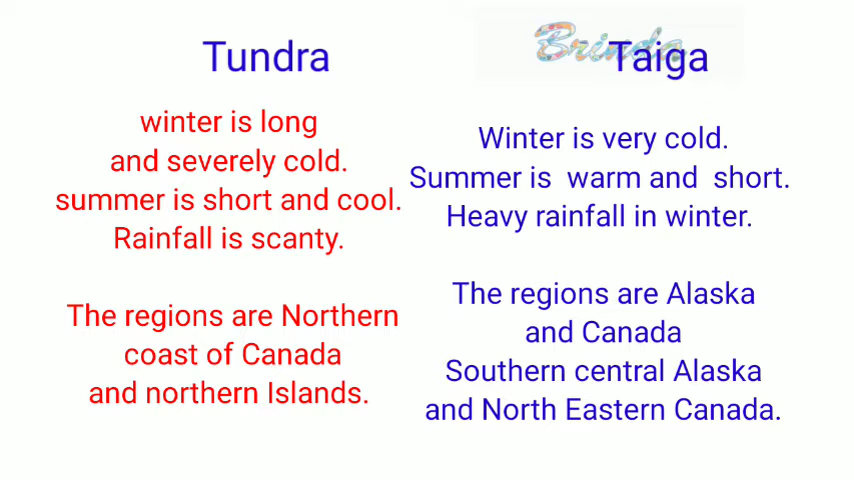 Brinda
Tundra
winter is long
and severely cold.
summer is short and cool.
Rainfall is scanty.
The regions are Northern
coast of Canada
and northern Islands.
Taiga
Winter is very cold.
Summer is warm and short.
Heavy rainfall in winter.
The regions are Alaska
and Canada
Southern central Alaska
and North Eastern Canada.